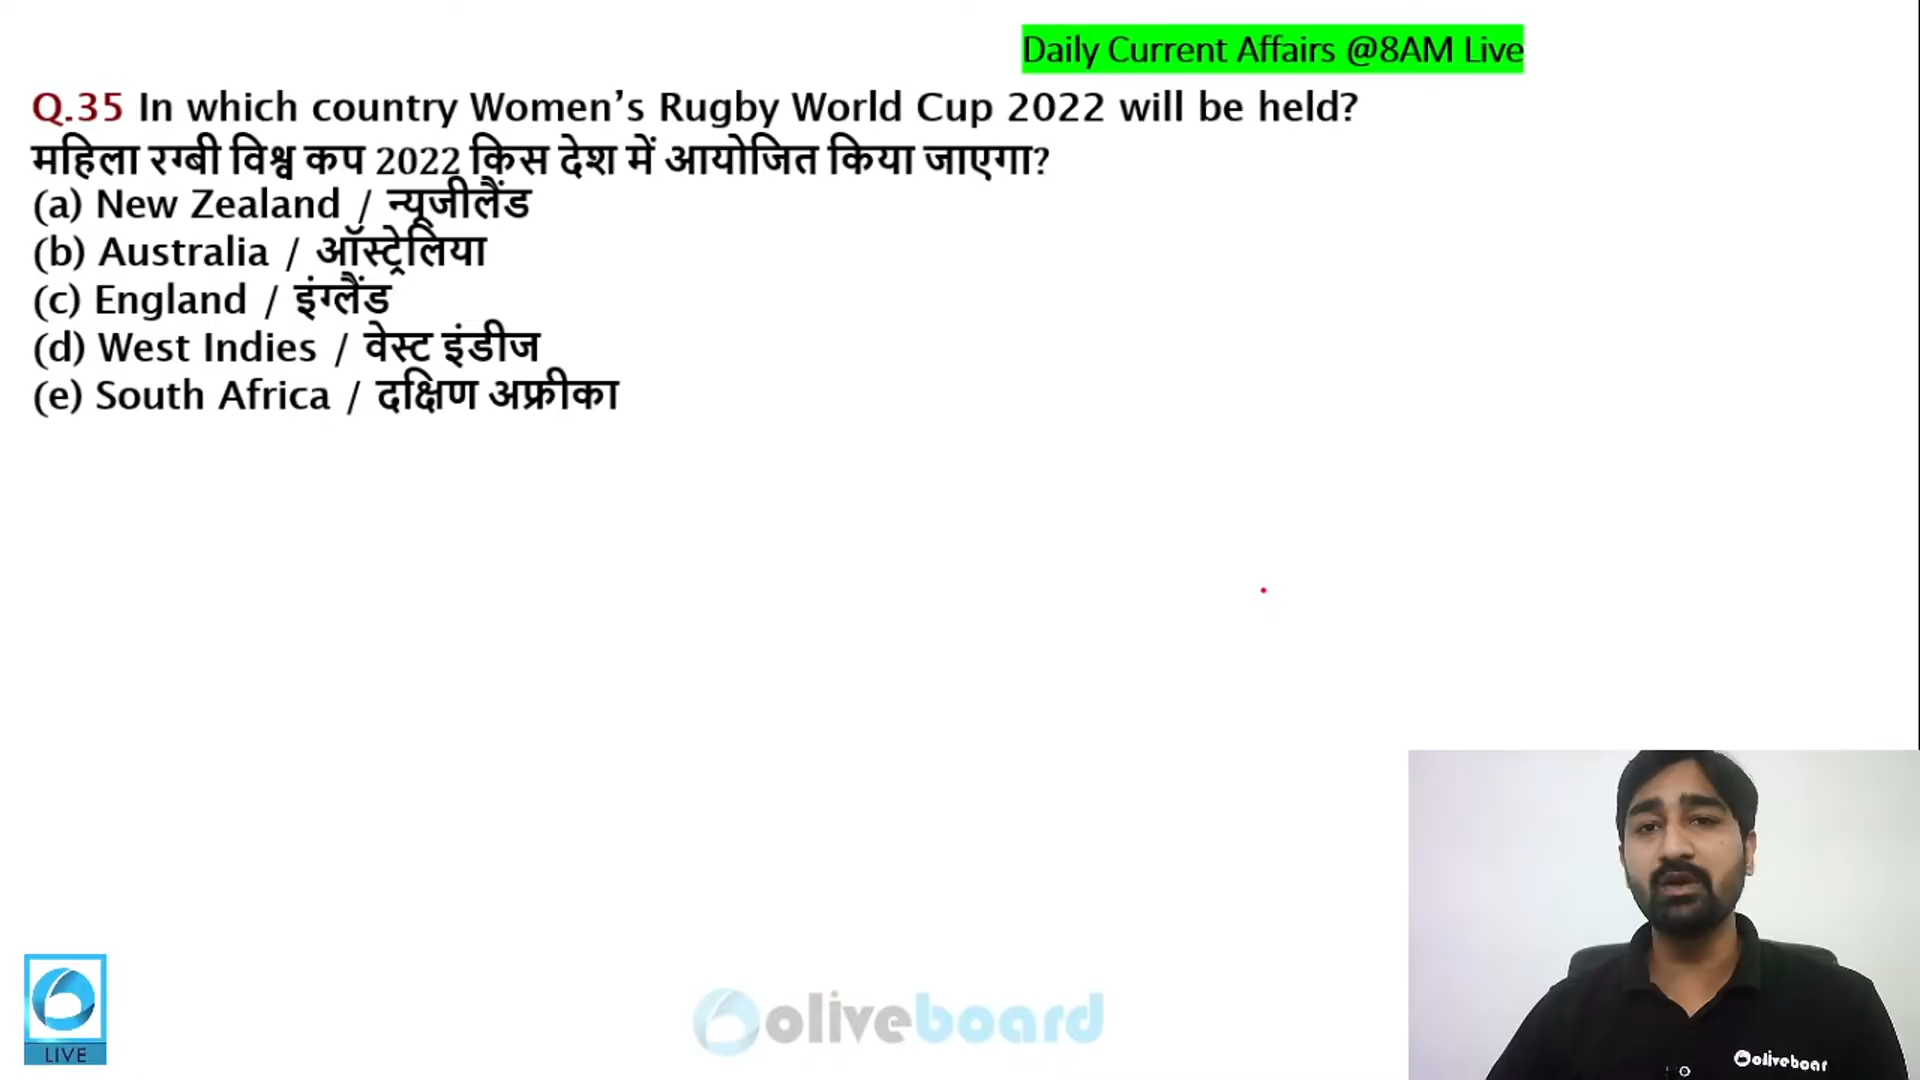 Daily Current Affairs @8AM Live
Q.35 In which country Women’s Rugby World Cup 2022 will be held?
महिला रग्बी विश्व कप 2022 किस देश में आयोजित किया जाएगा?
(a) New Zealand / न्यूजीलैंड
(b) Australia / ऑस्ट्रेलिया
(c) England / इंग्लैंड
(d) West Indies / वेस्ट इंडीज
(e) South Africa / दक्षिण अफ्रीका
LIVE
oliveboard
oliveboar